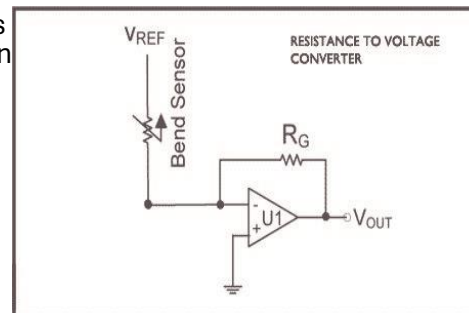 s
n
VREF
RESISTANCE TO VOLTAGE
CONVERTER
Bend Sensor
RG
-
+
U1
VOUT